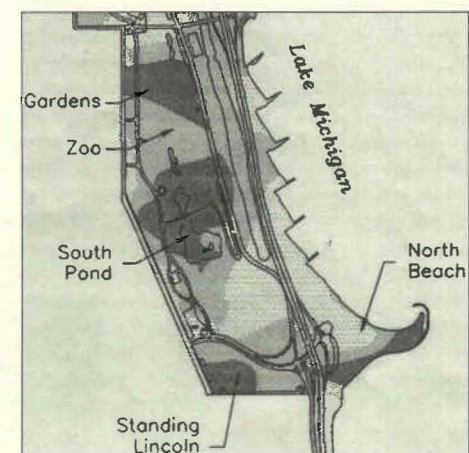 Lake Michigan
Gardens
Zoo
South
Pond
North
Beach
Standing
Lincoln